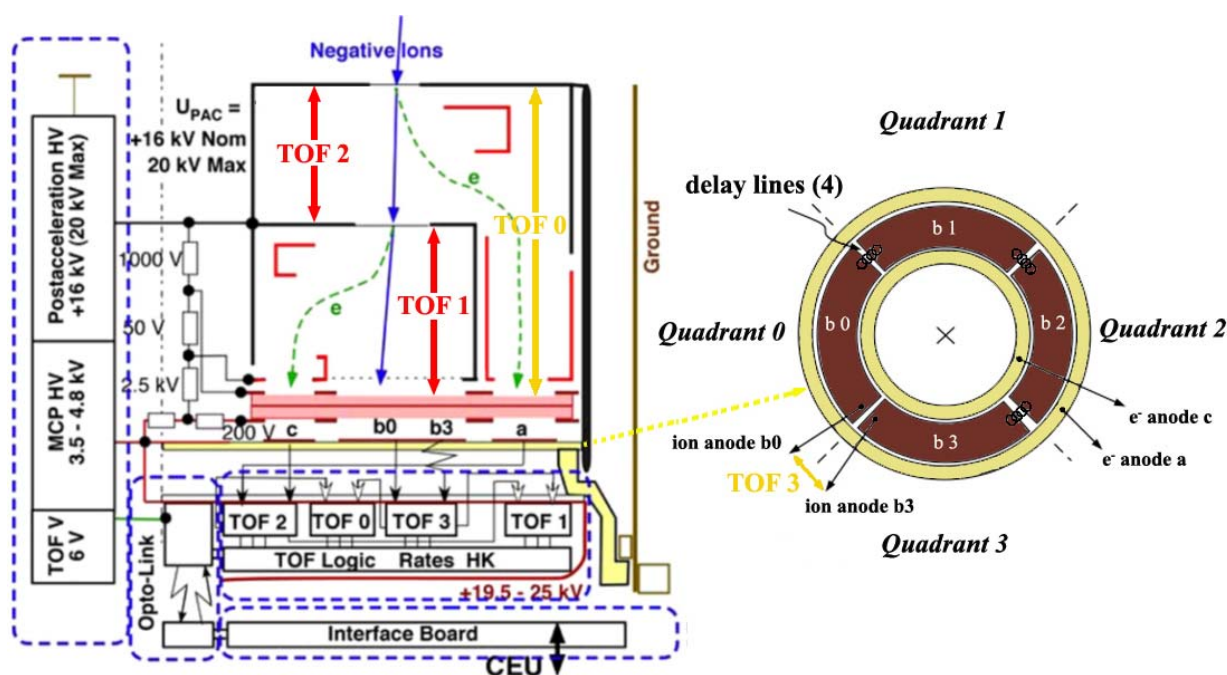 Negative Ions
U_PAC =
+16 kV Nom
20 kV Max
TOF 2
e
TOF 0
TOF 1
e
Ground
Postacceleration HV
+16 kV (20 kV Max)
MCP HV
3.5 - 4.8 kV
TOF V
6 V
1000 V
50 V
2.5 kV
200 V
c
b0
b3
a
TOF 2
TOF 0
TOF 3
TOF 1
TOF Logic Rates HK
+19.5 - 25 kV
Opto-Link
Interface Board
CEU
Quadrant 1
delay lines (4)
b 1
Quadrant 0
b 0
b 2
Quadrant 2
b 3
ion anode b0
TOF 3
ion anode b3
e- anode c
e- anode a
Quadrant 3